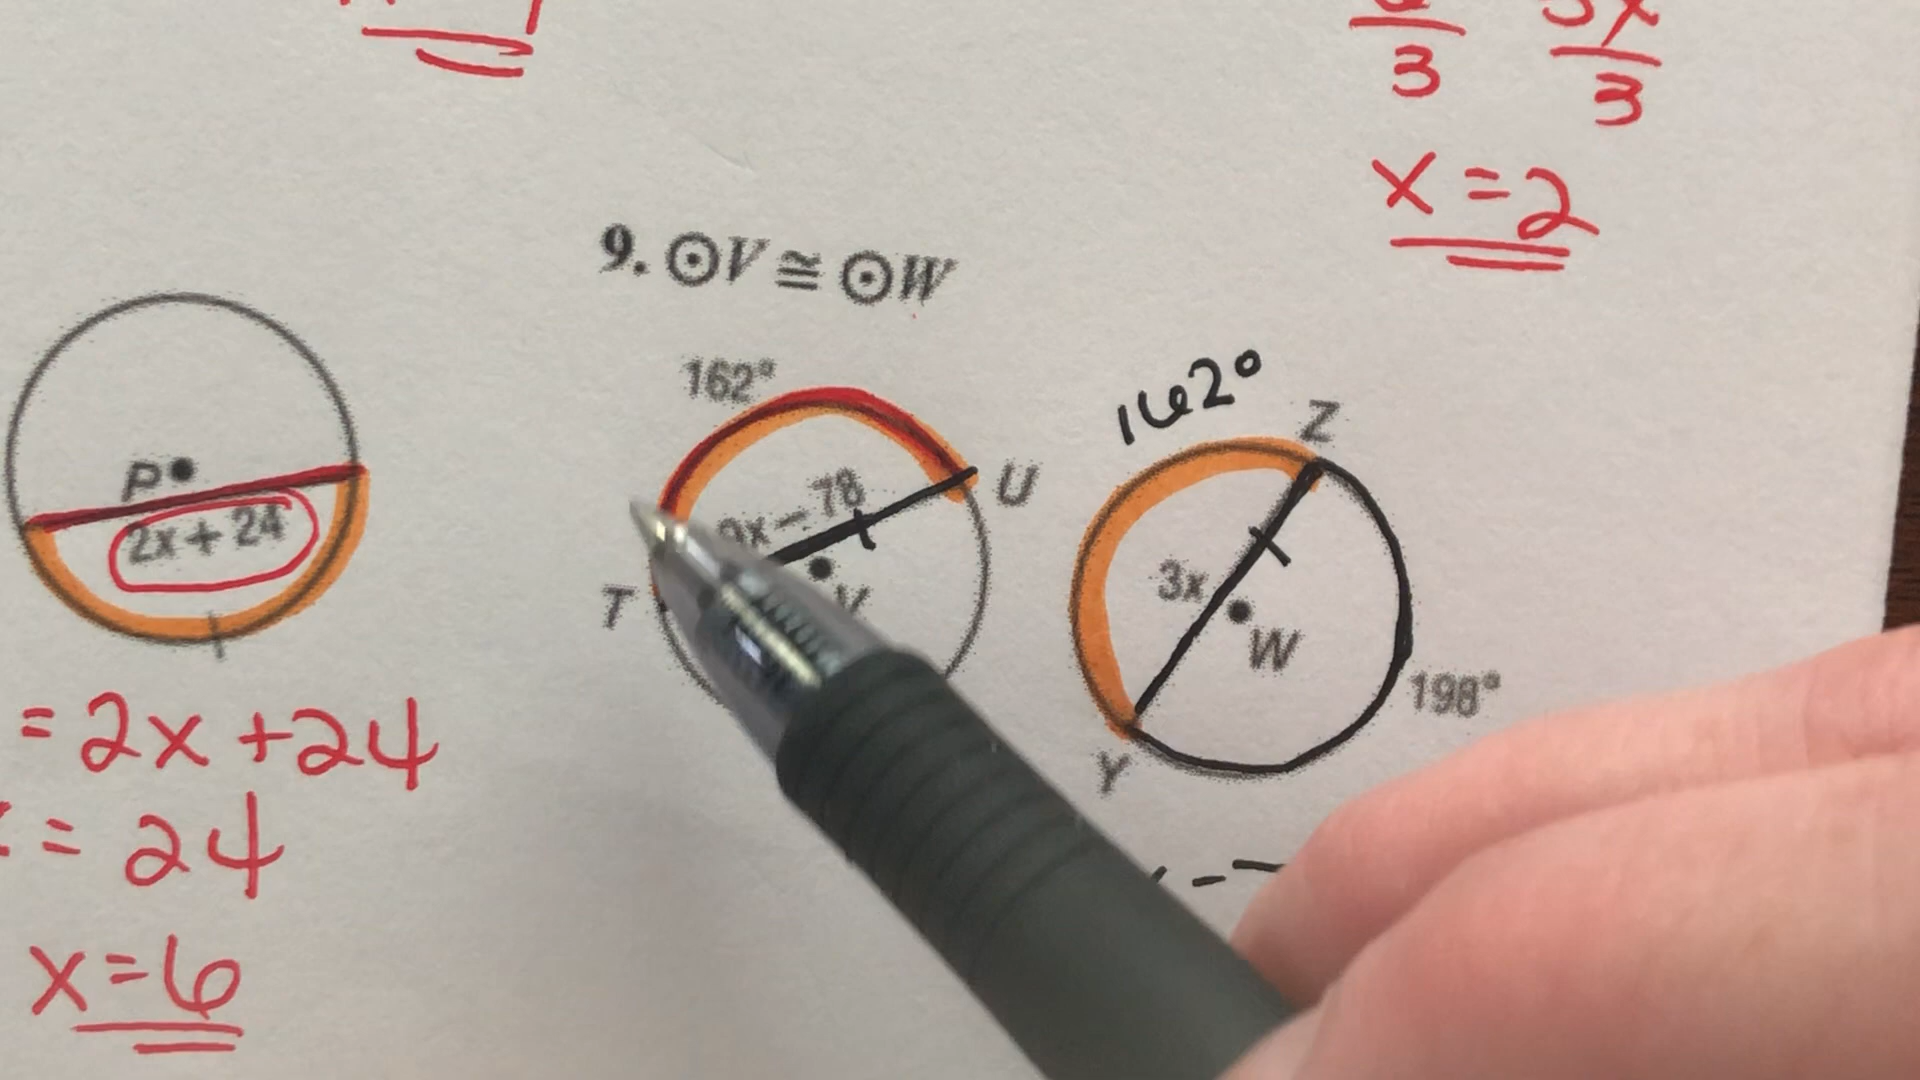 3 3
x = 2
9. ⊙V ≅ ⊙W
162°
U
T
78
162°
Z
3x
W
198°
Y
P
2x + 24
= 2x + 24
= 24
x = 6